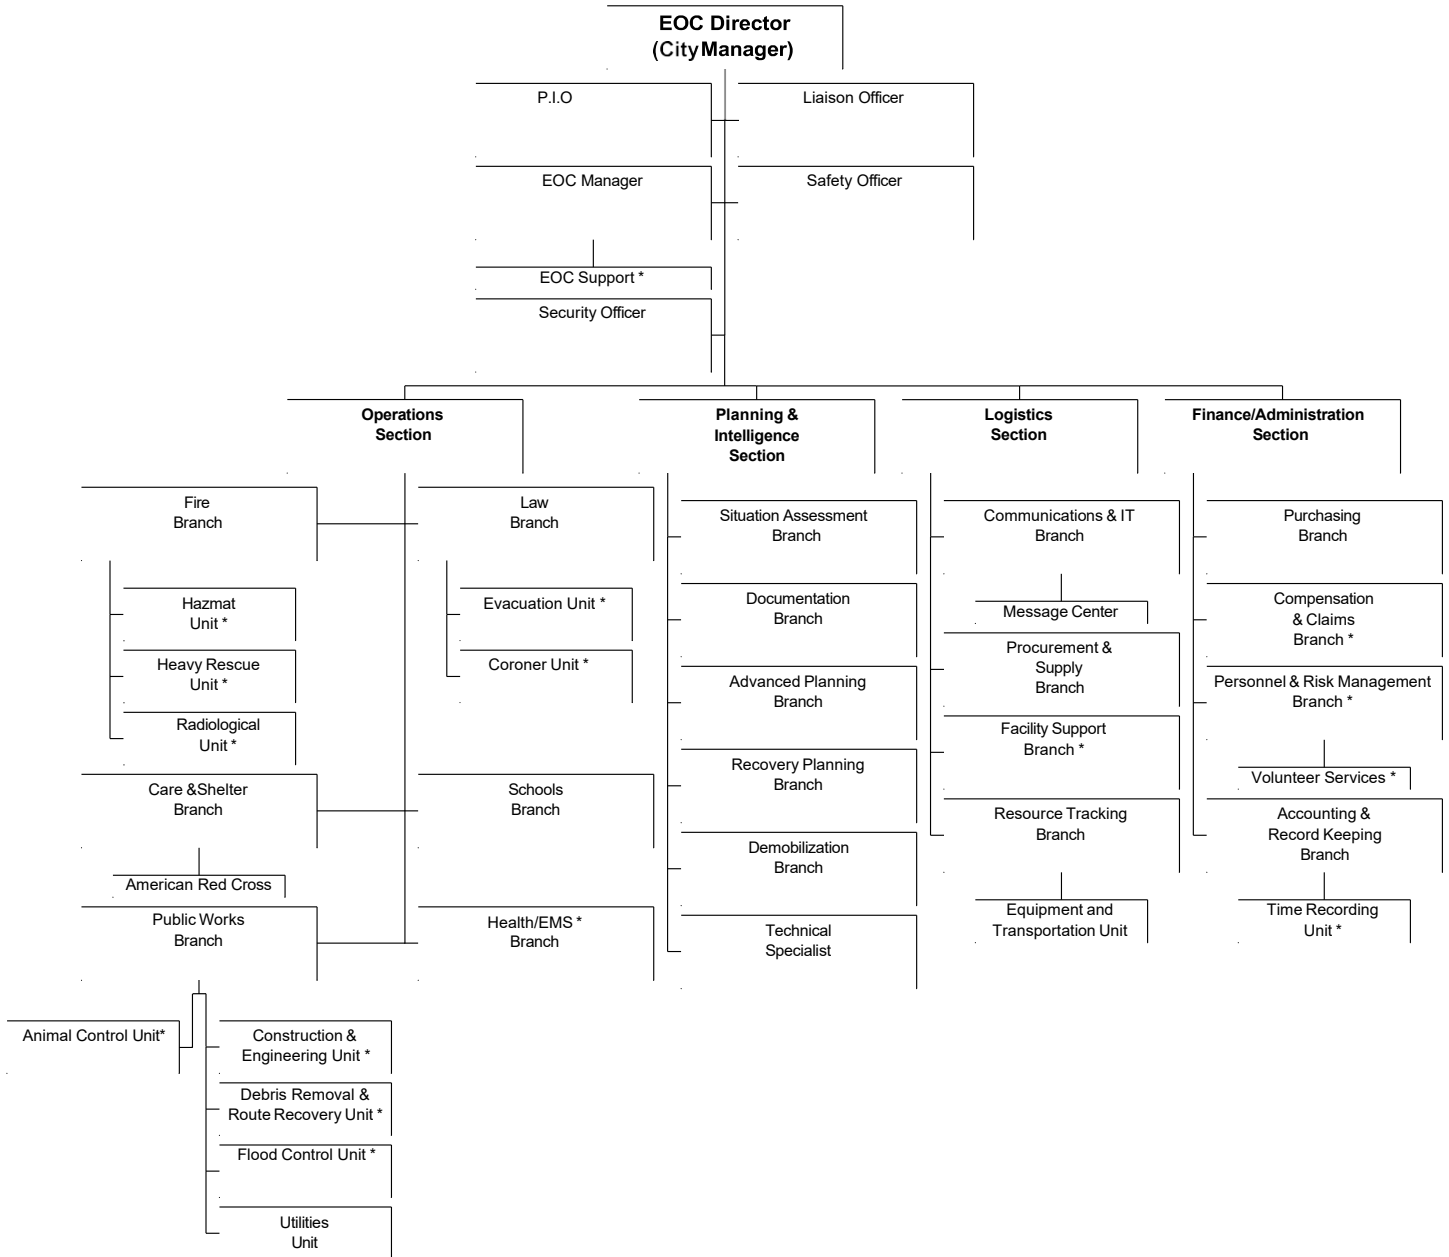 EOC Director
(City Manager)
P.I.O
Liaison Officer
EOC Manager
Safety Officer
EOC Support *
Security Officer
Operations
Section
Planning &
Intelligence
Section
Logistics
Section
Finance/Administration
Section
Fire
Branch
Law
Branch
Hazmat
Unit *
Heavy Rescue
Unit *
Radiological
Unit *
Evacuation Unit *
Coroner Unit *
Care &Shelter
Branch
Schools
Branch
American Red Cross
Public Works
Branch
Health/EMS *
Branch
Animal Control Unit*
Construction &
Engineering Unit *
Debris Removal &
Route Recovery Unit *
Flood Control Unit *
Utilities
Unit
Situation Assessment
Branch
Documentation
Branch
Advanced Planning
Branch
Recovery Planning
Branch
Demobilization
Branch
Technical
Specialist
Communications & IT
Branch
Message Center
Procurement &
Supply
Branch
Facility Support
Branch *
Resource Tracking
Branch
Equipment and
Transportation Unit
Purchasing
Branch
Compensation
& Claims
Branch *
Personnel & Risk Management
Branch *
Volunteer Services *
Accounting &
Record Keeping
Branch
Time Recording
Unit *